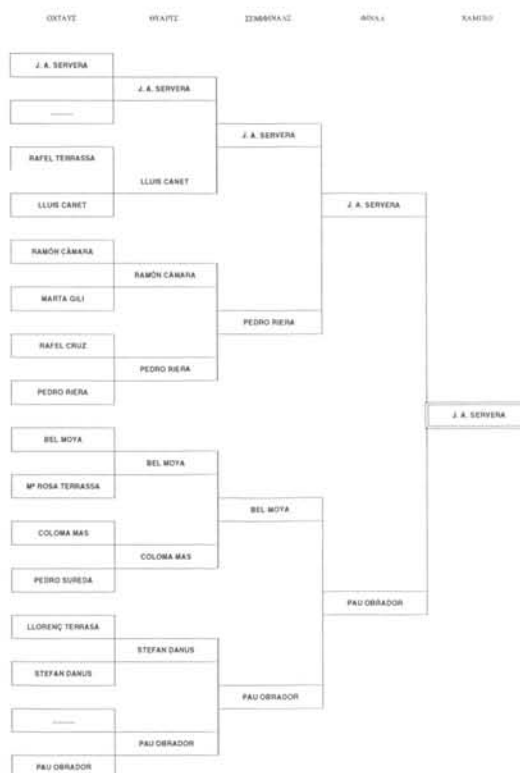 J. A. SERVERA
RAFEL TERRASSA
LLUIS CANET
RAMÓN CÀMARA
MARTA GILI
RAFEL CRUZ
PEDRO RIERA
BEL MOYA
Mª ROSA TERRASSA
COLOMA MAS
PEDRO SUREDA
LLORENÇ TERRASA
STEFAN DANUS
PAU OBRADOR
J. A. SERVERA
LLUIS CANET
RAMÓN CÀMARA
PEDRO RIERA
BEL MOYA
COLOMA MAS
STEFAN DANUS
PAU OBRADOR
J. A. SERVERA
PEDRO RIERA
BEL MOYA
PAU OBRADOR
J. A. SERVERA
PAU OBRADOR
J. A. SERVERA